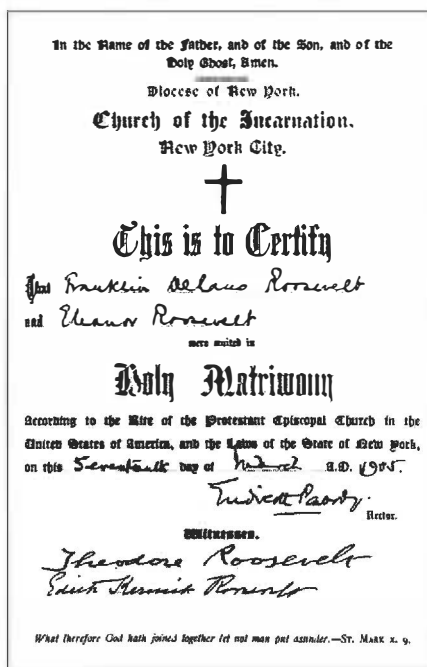 In the Name of the Father, and of the Son, and of the
Holy Ghost, Amen.
Diocese of New York.
Church of the Incarnation.
New York City.
This is to Certify
That Franklin Delano Roosevelt
and Eleanor Roosevelt
were united in
Holy Matrimony
According to the Rite of the Protestant Episcopal Church in the
United States of America, and the Laws of the State of New York,
on this Seventeenth day of March A.D. 1905.
Endicott Peabody.
Rector.
Witnesses.
Theodore Roosevelt
Edith Kermit Roosevelt
What therefore God hath joined together let not man put asunder.—ST. MARK x. 9.